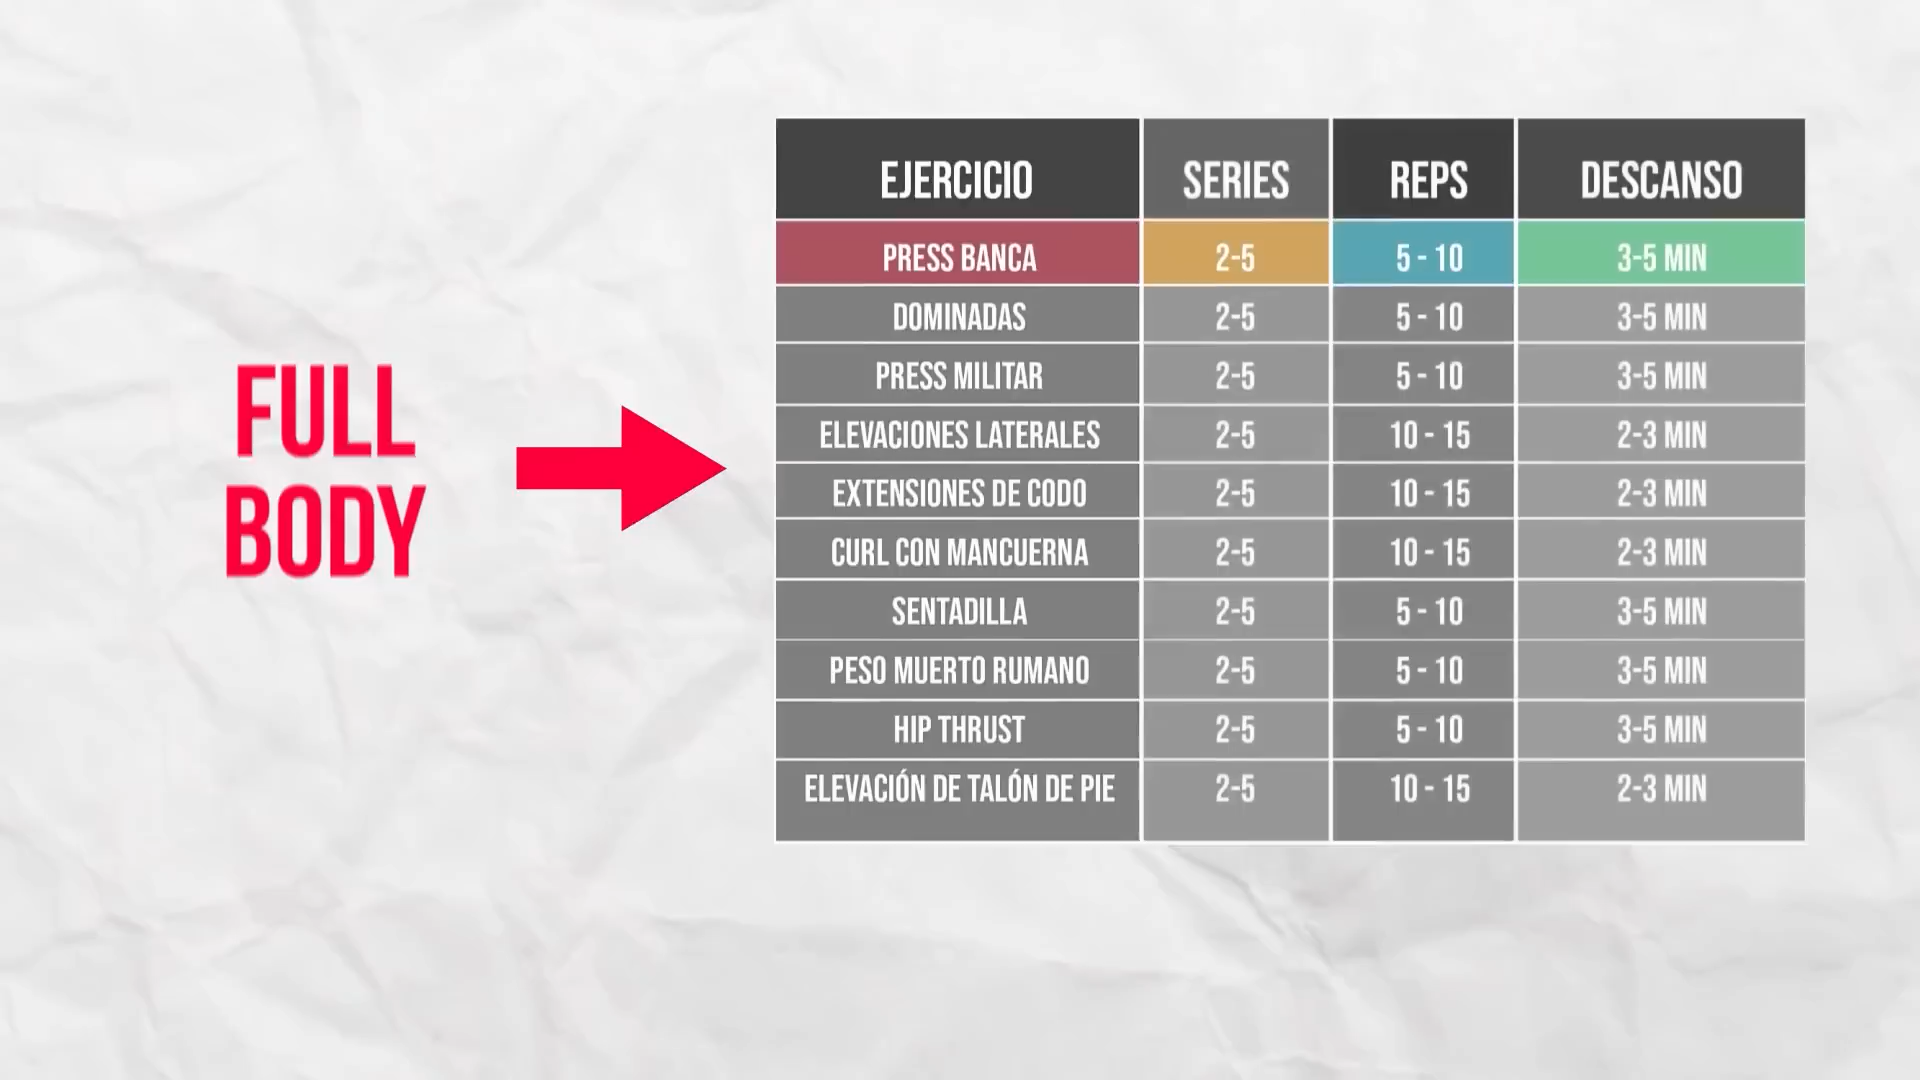 FULL
BODY
EJERCICIO SERIES REPS DESCANSO
PRESS BANCA 2-5 5 - 10 3-5 MIN
DOMINADAS 2-5 5 - 10 3-5 MIN
PRESS MILITAR 2-5 5 - 10 3-5 MIN
ELEVACIONES LATERALES 2-5 10 - 15 2-3 MIN
EXTENSIONES DE CODO 2-5 10 - 15 2-3 MIN
CURL CON MANCUERNA 2-5 10 - 15 2-3 MIN
SENTADILLA 2-5 5 - 10 3-5 MIN
PESO MUERTO RUMANO 2-5 5 - 10 3-5 MIN
HIP THRUST 2-5 5 - 10 3-5 MIN
ELEVACIÓN DE TALÓN DE PIE 2-5 10 - 15 2-3 MIN